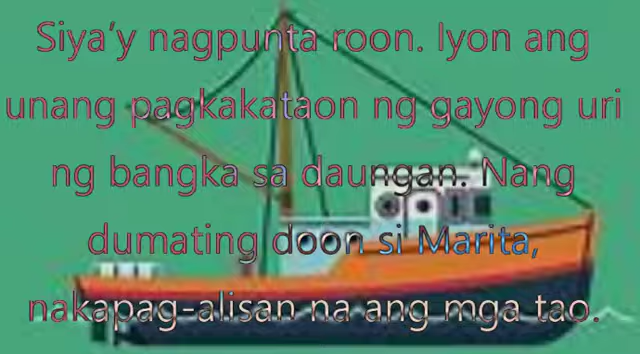 Siya’y nagpunta roon. Iyon ang
unang pagkakataon ng gayong uri
ng bangka sa daungan. Nang
dumating doon si Marita,
nakapag-alisan na ang mga tao.